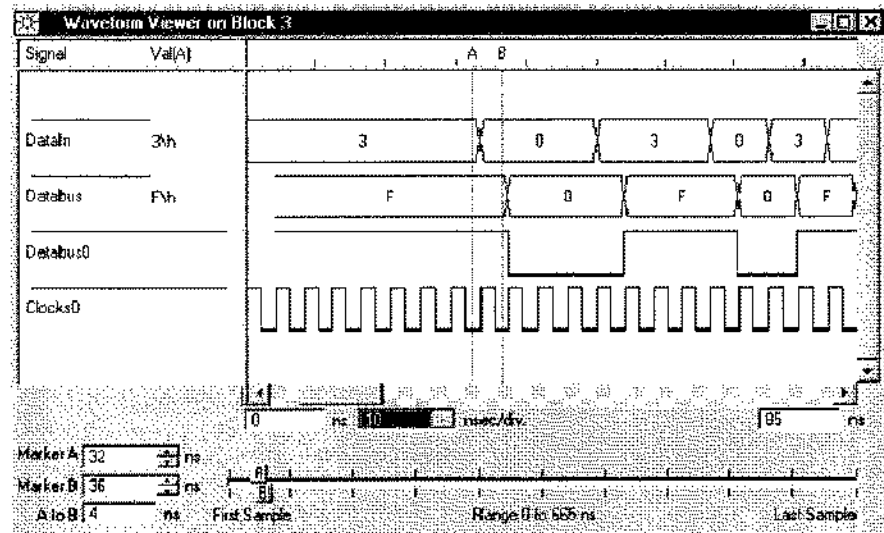 Waveform Viewer on Block 3
Signal Val(A)
A B
DataIn 3\h 3 0 3 0 3
Databus F\h F 0 F 0 F
Databus0
Clocks0
0 ns nsec/div. 85 ns
Marker A 32 ns
Marker B 36 ns
A B
A to B 4 ns First Sample Range 0 to ns Last Sample